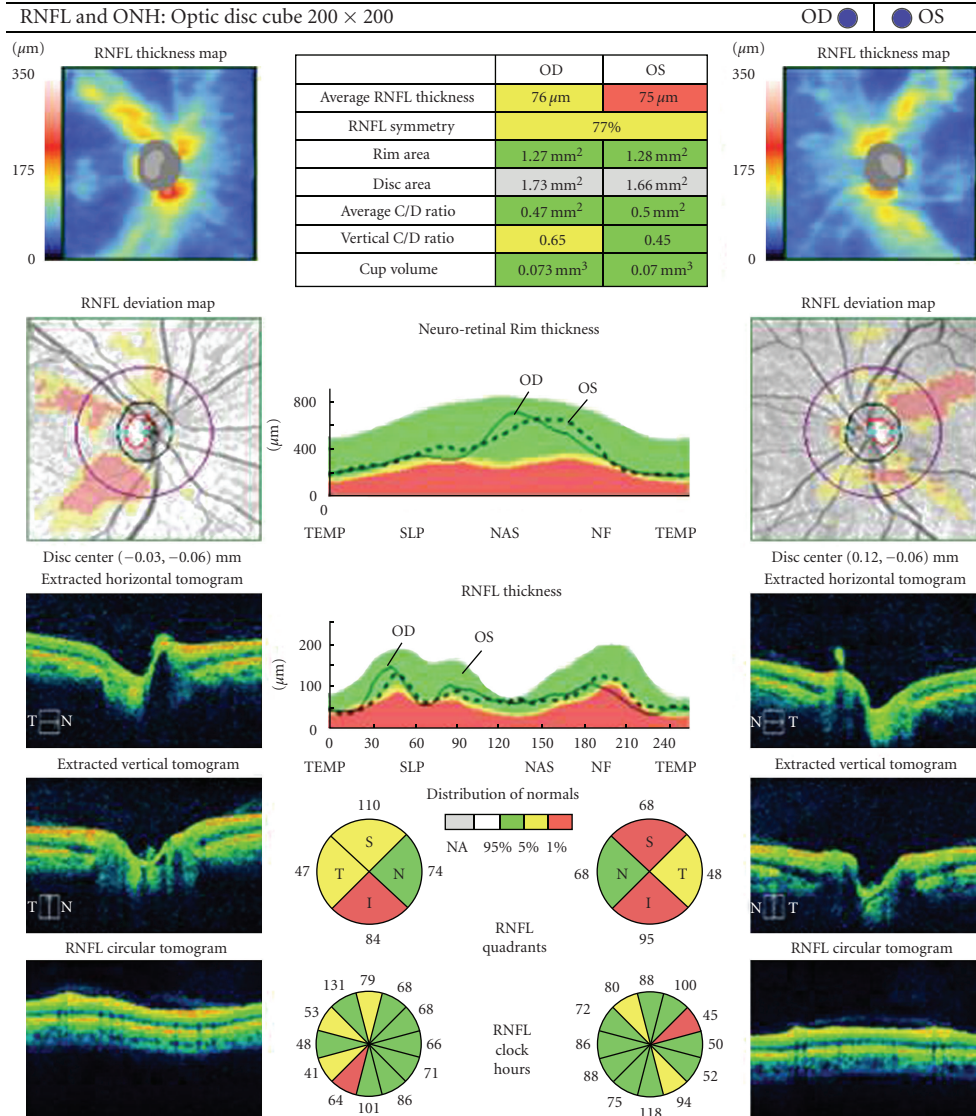 RNFL and ONH: Optic disc cube 200 × 200
OD
OS
(μm)
RNFL thickness map
350
175
0
OD OS
Average RNFL thickness 76 μm 75 μm
RNFL symmetry 77%
Rim area 1.27 mm² 1.28 mm²
Disc area 1.73 mm² 1.66 mm²
Average C/D ratio 0.47 mm² 0.5 mm²
Vertical C/D ratio 0.65 0.45
Cup volume 0.073 mm³ 0.07 mm³
(μm)
RNFL thickness map
350
175
0
RNFL deviation map
Disc center (−0.03, −0.06) mm
Neuro-retinal Rim thickness
OD
OS
(μm)
800
400
0
0
TEMP SLP NAS NF TEMP
RNFL deviation map
Disc center (0.12, −0.06) mm
Extracted horizontal tomogram
T N
RNFL thickness
OD
OS
(μm)
200
100
0
0 30 60 90 120 150 180 210 240
TEMP SLP NAS NF TEMP
Extracted horizontal tomogram
N T
Extracted vertical tomogram
T N
Distribution of normals
NA 95% 5% 1%
110
S
47 T N 74
I
84
RNFL
quadrants
68
S
68 N T 48
I
95
Extracted vertical tomogram
N T
RNFL circular tomogram
79
131 68
53 68
48 66
41 71
64 86
101
RNFL
clock
hours
88
80 100
72 45
86 50
88 52
75 94
118
RNFL circular tomogram